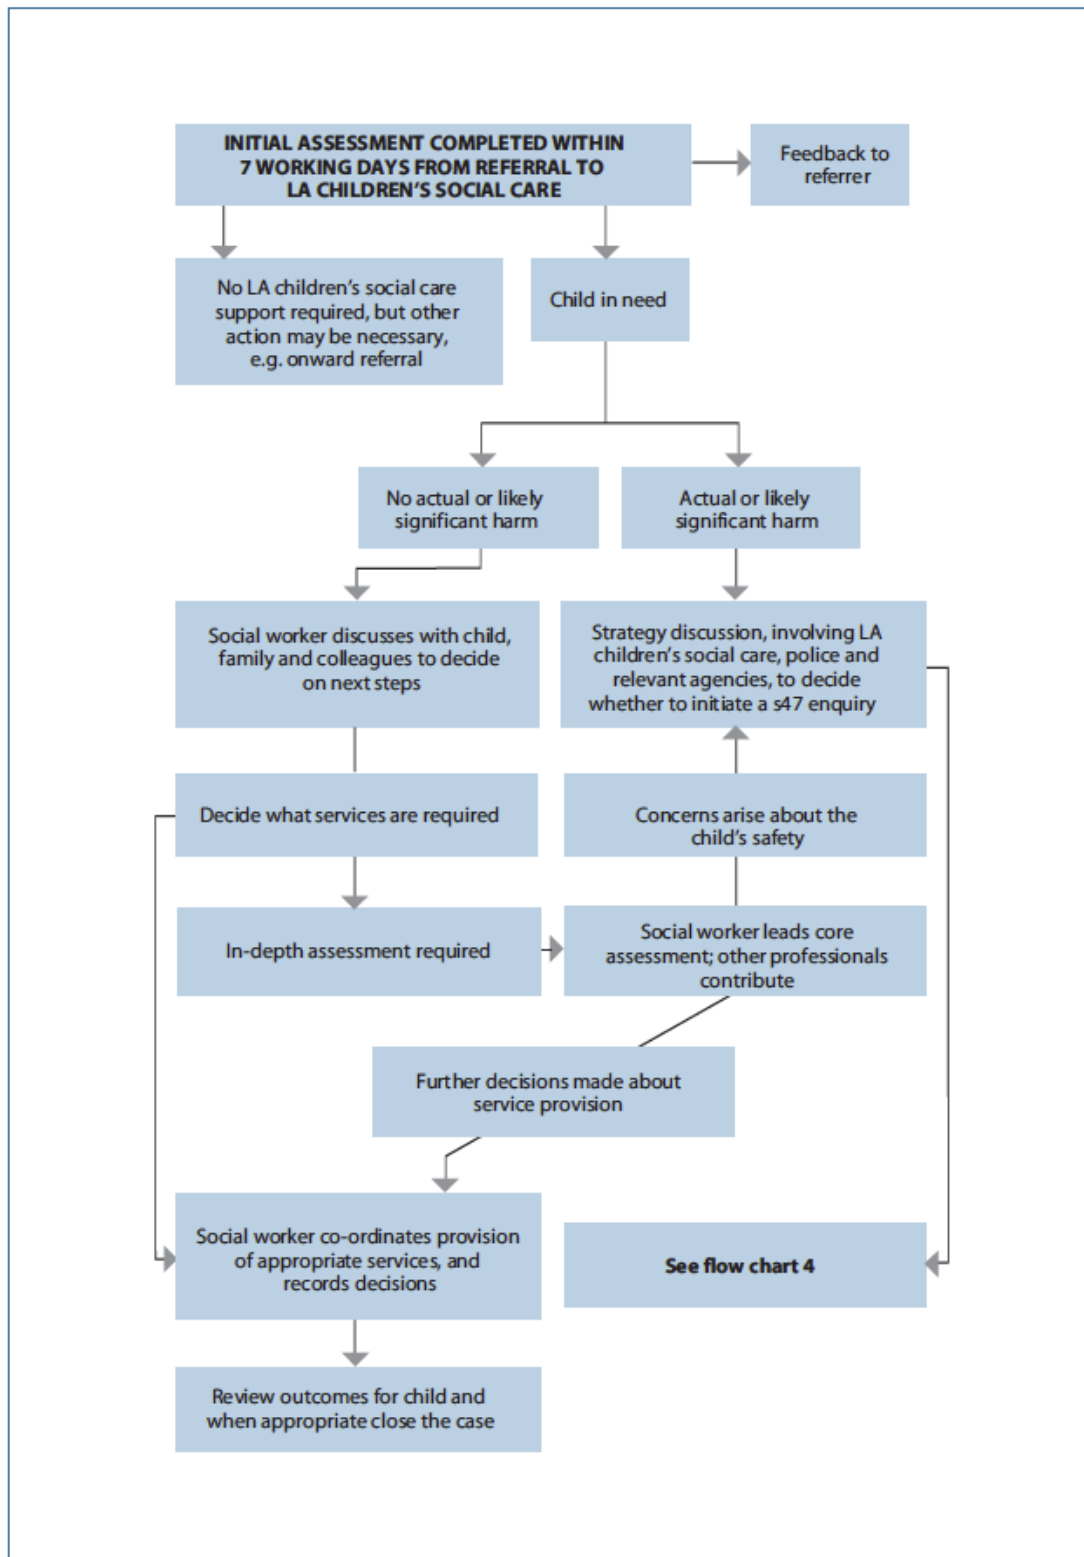 INITIAL ASSESSMENT COMPLETED WITHIN
7 WORKING DAYS FROM REFERRAL TO
LA CHILDREN'S SOCIAL CARE
Feedback to
referrer
No LA children's social care
support required, but other
action may be necessary,
e.g. onward referral
Child in need
No actual or likely
significant harm
Actual or likely
significant harm
Social worker discusses with child,
family and colleagues to decide
on next steps
Strategy discussion, involving LA
children's social care, police and
relevant agencies, to decide
whether to initiate a s47 enquiry
Decide what services are required
Concerns arise about the
child's safety
In-depth assessment required
Social worker leads core
assessment; other professionals
contribute
Further decisions made about
service provision
Social worker co-ordinates provision
of appropriate services, and
records decisions
See flow chart 4
Review outcomes for child and
when appropriate close the case